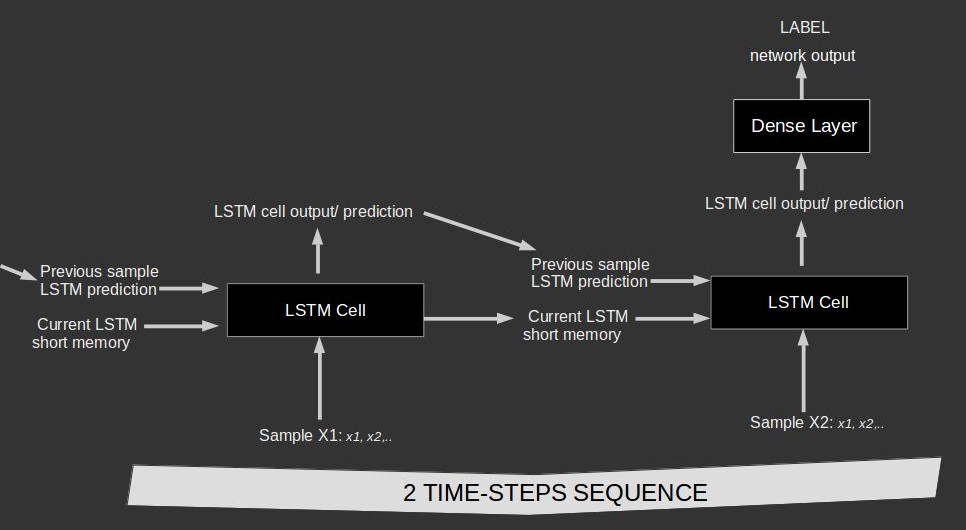 LABEL
network output
Dense Layer
LSTM cell output/ prediction
LSTM cell output/ prediction
Previous sample
LSTM prediction
Current LSTM
short memory
LSTM Cell
Previous sample
LSTM prediction
Current LSTM
short memory
LSTM Cell
Sample X1: x1, x2,..
Sample X2: x1, x2,..
2 TIME-STEPS SEQUENCE